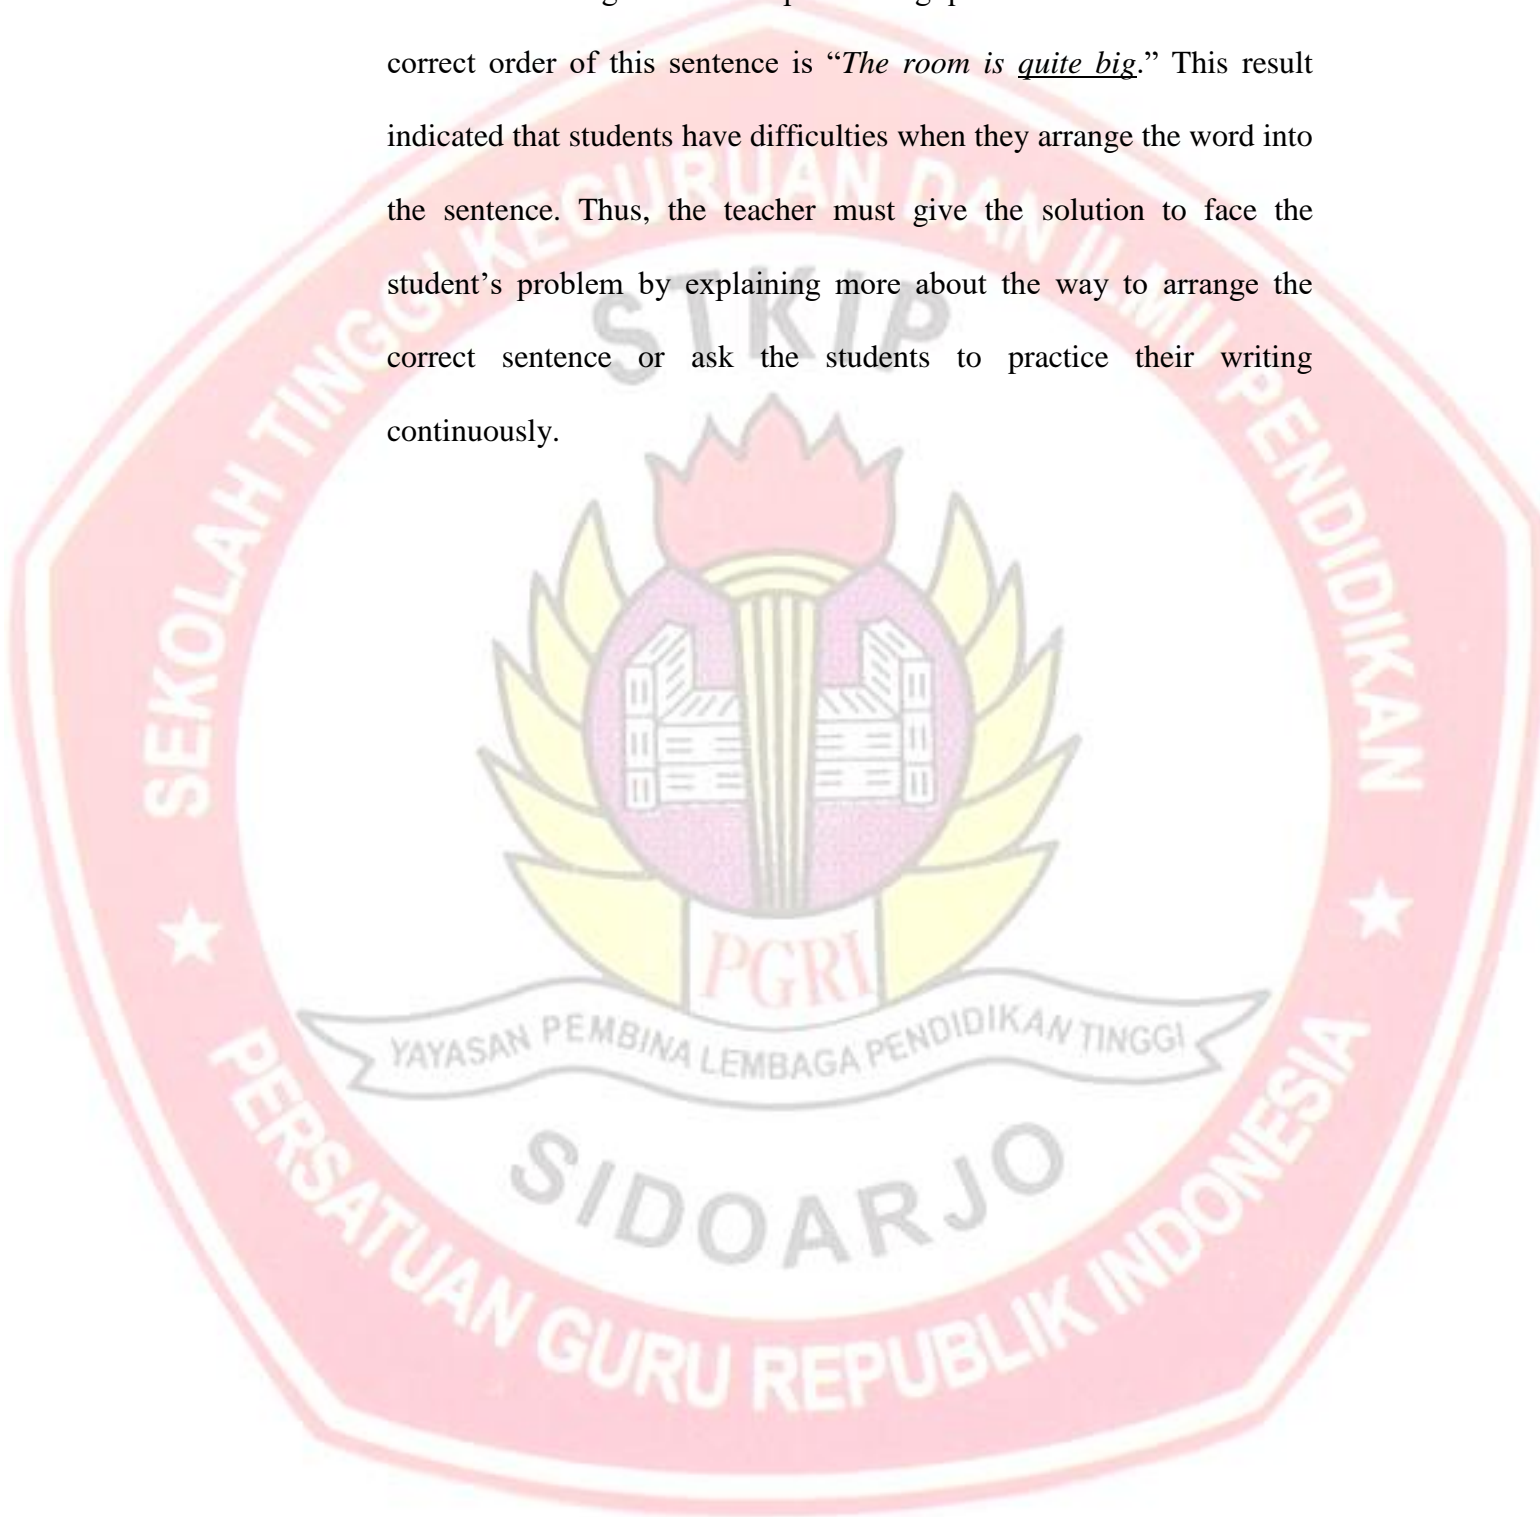 correct order of this sentence is “The room is quite big.” This result
indicated that students have difficulties when they arrange the word into
the sentence. Thus, the teacher must give the solution to face the
student’s problem by explaining more about the way to arrange the
correct sentence or ask the students to practice their writing
continuously.
SEKOLAH TINGGI KEGURUAN DAN ILMU PENDIDIKAN
STKIP
PGRI
YAYASAN PEMBINA LEMBAGA PENDIDIKAN TINGGI
SIDOARJO
PERSATUAN GURU REPUBLIK INDONESIA